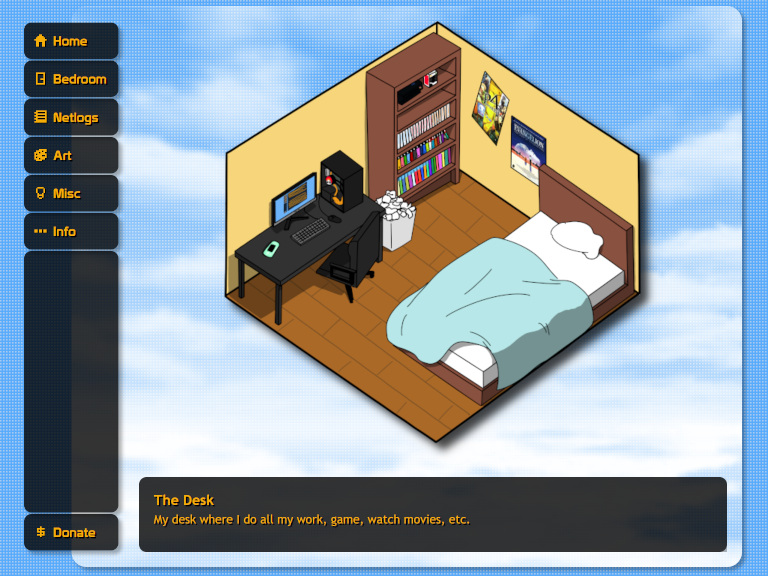 Home
Bedroom
Netlogs
Art
Misc
Info
Donate
EVANGELION
The Desk
My desk where I do all my work, game, watch movies, etc.